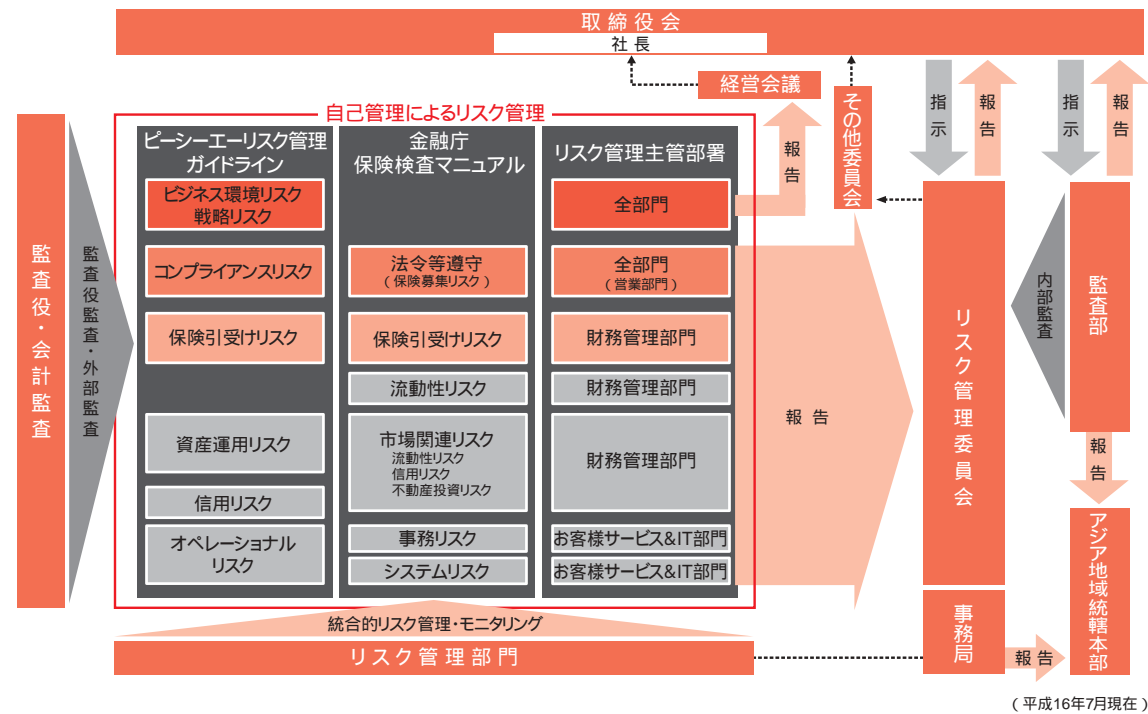 取締役会
社長
経営会議
その他委員会
指示
報告
指示
報告
報告
自己管理によるリスク管理
ピーシーエーリスク管理
ガイドライン
金融庁
保険検査マニュアル
リスク管理主管部署
ビジネス環境リスク
戦略リスク
全部門
コンプライアンスリスク
法令等遵守
（保険募集リスク）
全部門
（営業部門）
保険引受けリスク
保険引受けリスク
財務管理部門
流動性リスク
財務管理部門
資産運用リスク
市場関連リスク
流動性リスク
信用リスク
不動産投資リスク
財務管理部門
信用リスク
オペレーショナル
リスク
事務リスク
お客様サービス&IT部門
システムリスク
お客様サービス&IT部門
監査役・会計監査
監査役監査・外部監査
報告
リスク管理委員会
内部監査
監査部
報告
アジア地域統轄本部
統合的リスク管理・モニタリング
リスク管理部門
事務局
報告
（平成16年7月現在）